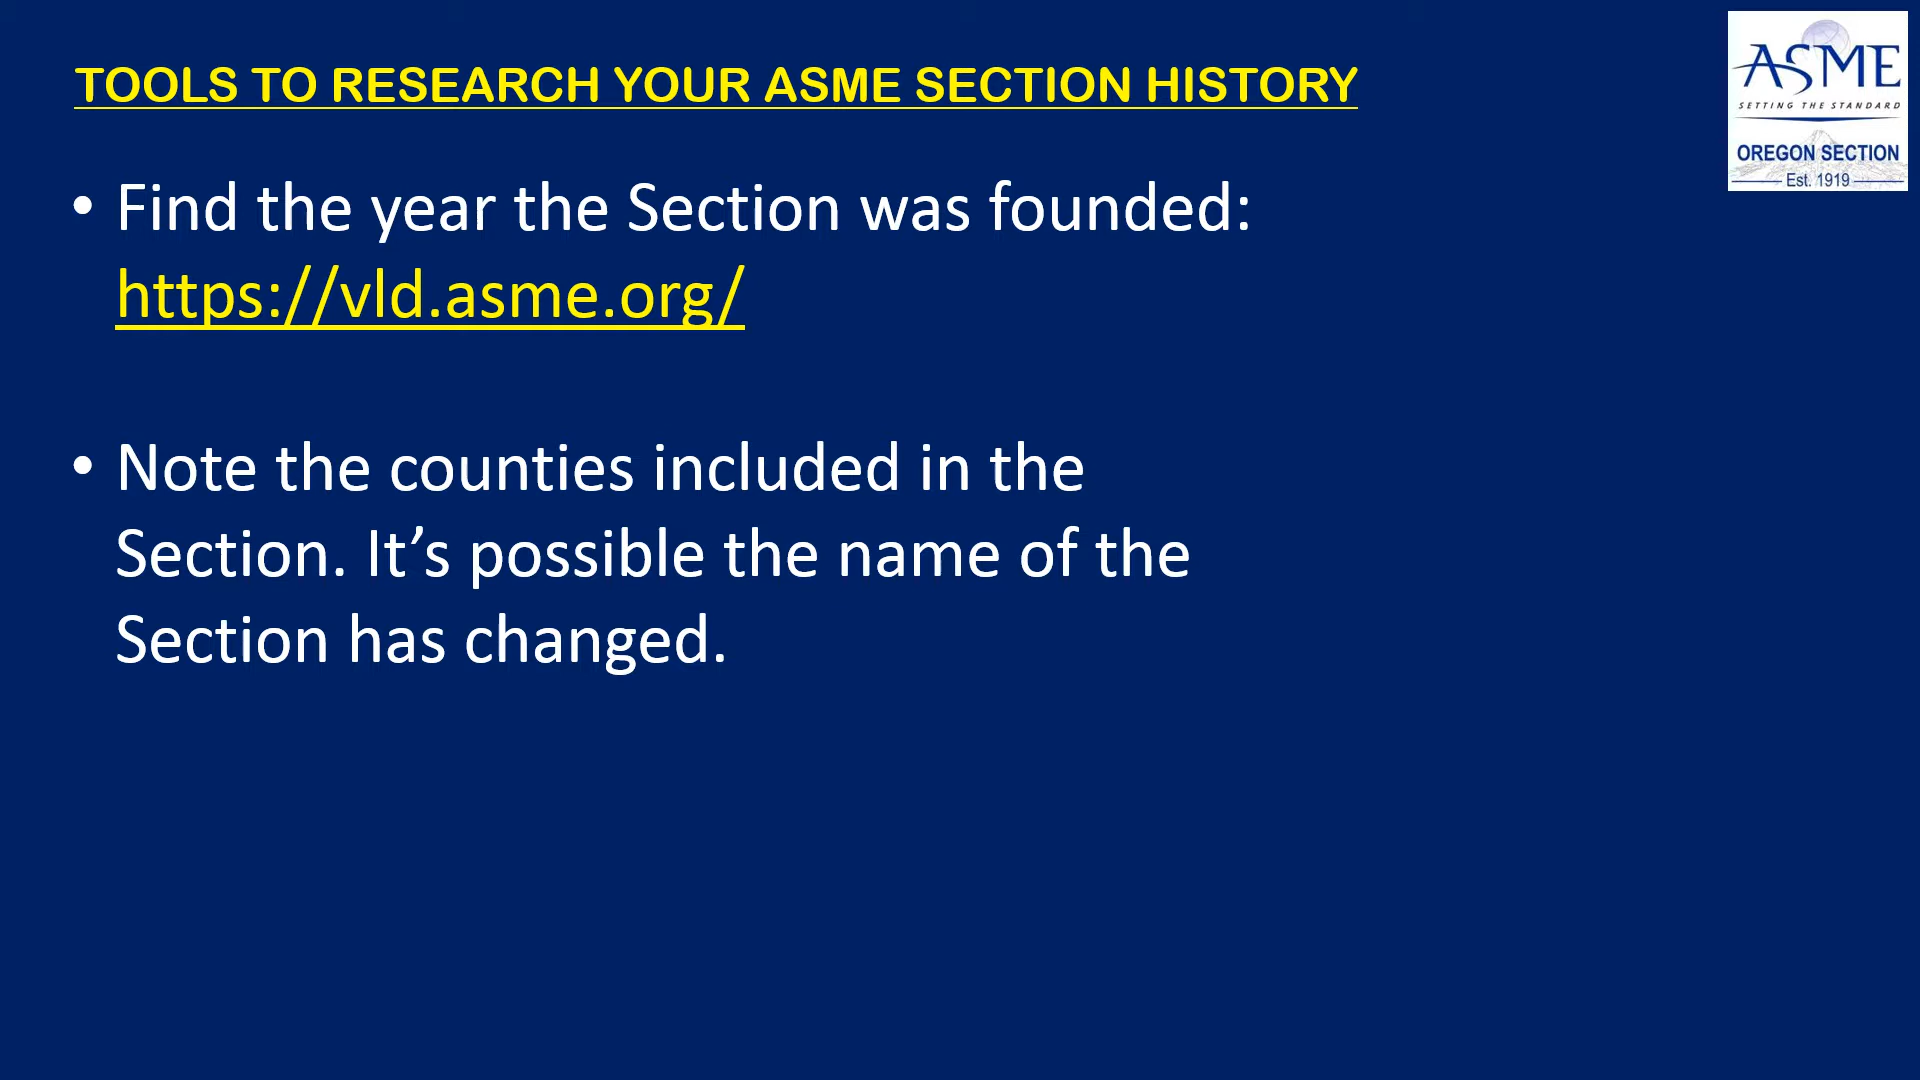 TOOLS TO RESEARCH YOUR ASME SECTION HISTORY
ASME
SETTING THE STANDARD
OREGON SECTION
Est. 1919
• Find the year the Section was founded:
https://vld.asme.org/
• Note the counties included in the
Section. It’s possible the name of the
Section has changed.